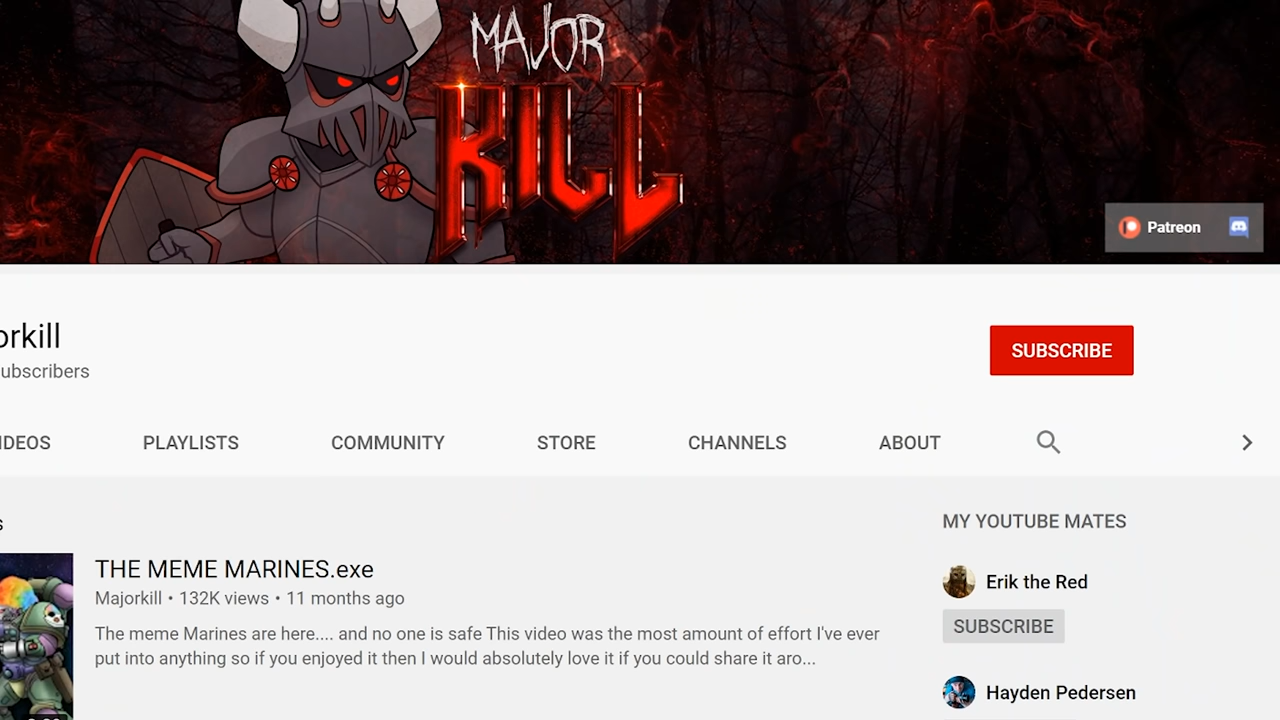 MAJOR
KILL
Patreon
orkill
ubscribers
SUBSCRIBE
IDEOS PLAYLISTS COMMUNITY STORE CHANNELS ABOUT
s
MY YOUTUBE MATES
THE MEME MARINES.exe
Majorkill • 132K views • 11 months ago
The meme Marines are here.... and no one is safe This video was the most amount of effort I've ever
put into anything so if you enjoyed it then I would absolutely love it if you could share it aro...
Erik the Red
SUBSCRIBE
Hayden Pedersen